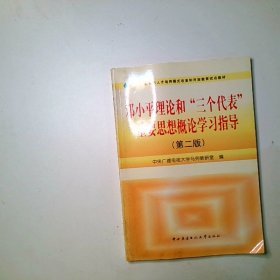 人才培养模式改革和开放教育试点教材
邓小平理论和“三个代表”
重要思想概论学习指导
(第二版)
中央广播电视大学马列教研室 编
中央广播电视大学出版社